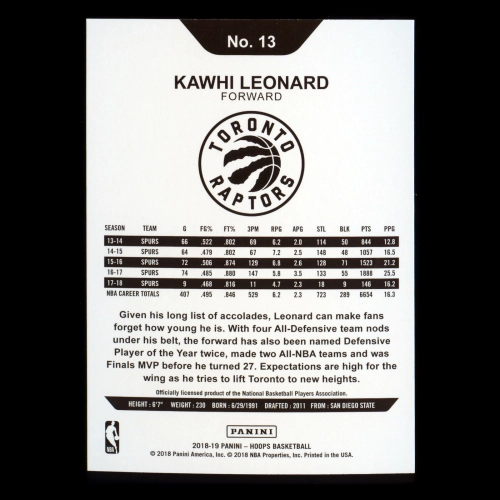 No. 13
KAWHI LEONARD
FORWARD
TORONTO
RAPTORS
SEASON TEAM G FG% FT% 3PM RPG APG STL BLK PTS PPG
13-14 SPURS 66 .522 .802 69 6.2 2.0 114 50 844 12.8
14-15 SPURS 64 .479 .802 67 7.2 2.5 148 48 1057 16.5
15-16 SPURS 72 .506 .874 129 6.8 2.6 128 71 1523 21.2
16-17 SPURS 74 .485 .880 147 5.8 3.5 133 55 1888 25.5
17-18 SPURS 9 .468 .816 11 4.7 2.3 18 9 146 16.2
NBA CAREER TOTALS 407 .495 .846 529 6.2 2.3 723 289 6654 16.3
Given his long list of accolades, Leonard can make fans
forget how young he is. With four All-Defensive team nods
under his belt, the forward has also been named Defensive
Player of the Year twice, made two All-NBA teams and was
Finals MVP before he turned 27. Expectations are high for the
wing as he tries to lift Toronto to new heights.
Officially licensed product of the National Basketball Players Association.
HEIGHT: 6'7" WEIGHT: 230 BORN: 6/29/1991 DRAFTED: 2011 FROM: SAN DIEGO STATE
PANINI
2018-19 PANINI – HOOPS BASKETBALL
© 2018 Panini America, Inc. © 2018 NBA Properties, Inc. Printed in the USA.
NBA